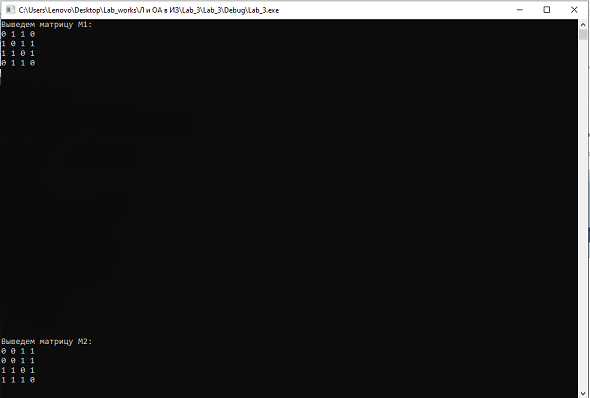 C:\Users\Lenovo\Desktop\Lab_works\Л и ОА в ИЗ\Lab_3\Lab_3\Debug\Lab_3.exe
Выведем матрицу M1:
0 1 1 0
1 0 1 1
1 1 0 1
0 1 1 0
Выведем матрицу M2:
0 0 1 1
0 0 1 1
1 1 0 1
1 1 1 0